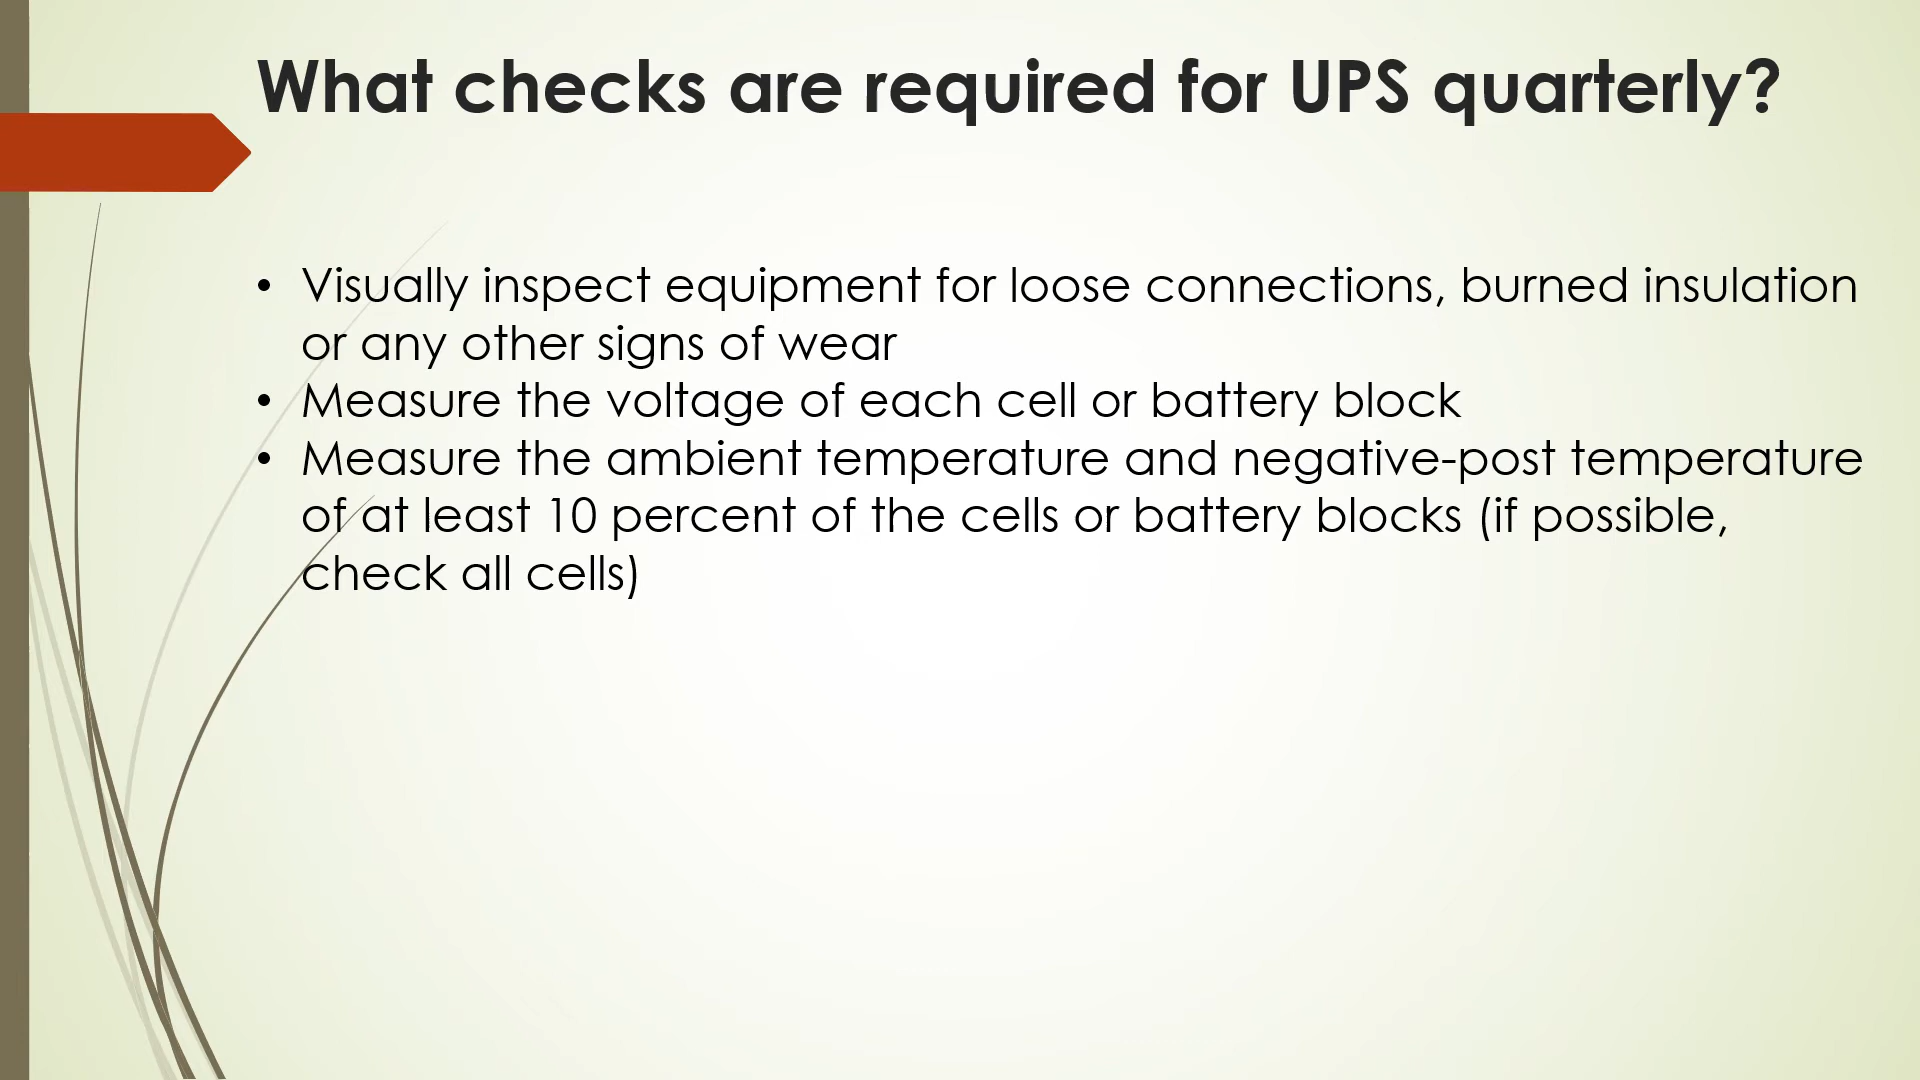 What checks are required for UPS quarterly?
• Visually inspect equipment for loose connections, burned insulation
or any other signs of wear
• Measure the voltage of each cell or battery block
• Measure the ambient temperature and negative-post temperature
of at least 10 percent of the cells or battery blocks (if possible,
check all cells)